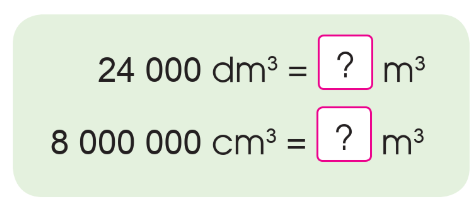 24 000 dm³ = ? m³
8 000 000 cm³ = ? m³